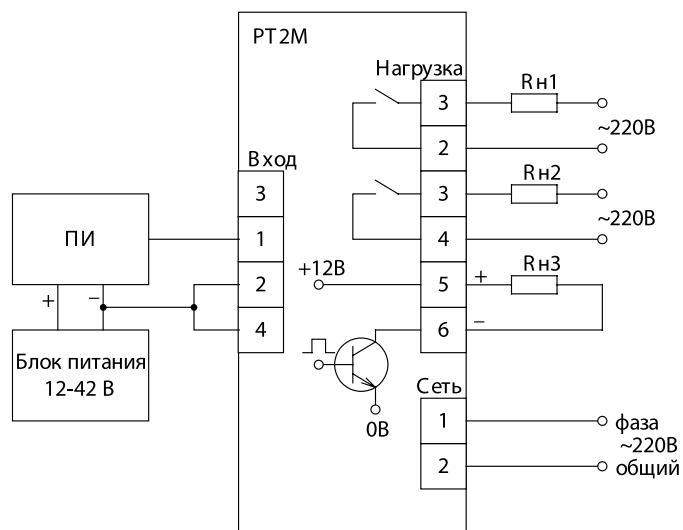 РТ2М
Нагрузка
3
Rн1
~220В
2
Вход
3
3
Rн2
~220В
1
4
ПИ
+12В
2
5
+
Rн3
+
−
4
6
−
Блок питания
12-42 В
Сеть
0В
1
фаза
~220В
2
общий